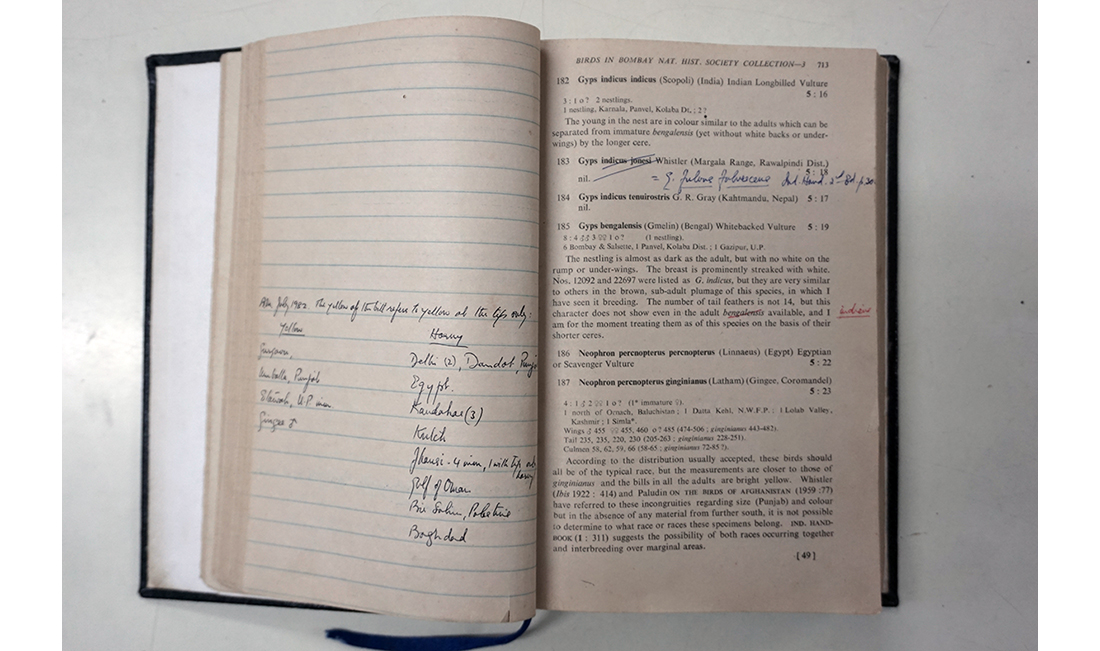 Also July 1982. The yellow of the bill refers to yellow at the tips only:
Yellow
Horny
Gurgaon,
Umballa, Punjab
U.P.
Gingee ♂
Delhi (2), Dandot, Punj
Egypt.
Kandahar (3)
Kutch
Jhansi - 4 imm, 1 with tips
horny
Gulf of Oman
Bir Salim, Palestine
Baghdad
BIRDS IN BOMBAY NAT. HIST. SOCIETY COLLECTION—3 713
182 Gyps indicus indicus (Scopoli) (India) Indian Longbilled Vulture
5 : 16
3 : 1 o ? 2 nestlings.
1 nestling, Karnala, Panvel, Kolaba Dt, ; 2 ?
The young in the nest are in colour similar to the adults which can be
separated from immature bengalensis (yet without white backs or under-
wings) by the longer cere.
183 Gyps indicus jonesi Whistler (Margala Range, Rawalpindi Dist.)
5 : 18
nil. = G. fulvus fulvescens Ind. Hand. 2nd Ed. p.
184 Gyps indicus tenuirostris G. R. Gray (Kahtmandu, Nepal) 5 : 17
nil.
185 Gyps bengalensis (Gmelin) (Bengal) Whitebacked Vulture 5 : 19
8 : 4 ♂♂ 3 ♀♀ 1 o ? (1 nestling).
6 Bombay & Salsette, 1 Panvel, Kolaba Dist. ; 1 Gazipur, U.P.
The nestling is almost as dark as the adult, but with no white on the
rump or under-wings. The breast is prominently streaked with white.
Nos. 12092 and 22697 were listed as G. indicus, but they are very similar
to others in the brown, sub-adult plumage of this species, in which I
have seen it breeding. The number of tail feathers is not 14, but this
character does not show even in the adult bengalensis available, and I
indicus
am for the moment treating them as of this species on the basis of their
shorter ceres.
186 Neophron percnopterus percnopterus (Linnaeus) (Egypt) Egyptian
or Scavenger Vulture 5 : 22
187 Neophron percnopterus ginginianus (Latham) (Gingee, Coromandel)
5 : 23
4 : 1 ♂ 2 ♀♀ 1 o ? (1* immature ♀).
1 north of Ornach, Baluchistan ; 1 Datta Kehl, N.W.F.P. ; 1 Lolab Valley,
Kashmir ; 1 Simla*.
Wings ♂ 455 ♀♀ 455, 460 o ? 485 (474-506 ; ginginianus 443-482).
Tail 235, 235, 220, 230 (205-263 ; ginginianus 228-251).
Culmen 58, 62, 59, 66 (58-65 ; ginginianus 72-85 ?).
According to the distribution usually accepted, these birds should
all be of the typical race, but the measurements are closer to those of
ginginianus and the bills in all the adults are bright yellow. Whistler
(Ibis 1922 : 414) and Paludin ON THE BIRDS OF AFGHANISTAN (1959 :77)
have referred to these incongruities regarding size (Punjab) and colour
but in the absence of any material from further south, it is not possible
to determine to what race or races these specimens belong. IND. HAND-
BOOK (1 : 311) suggests the possibility of both races occurring together
and interbreeding over marginal areas.
[ 49 ]